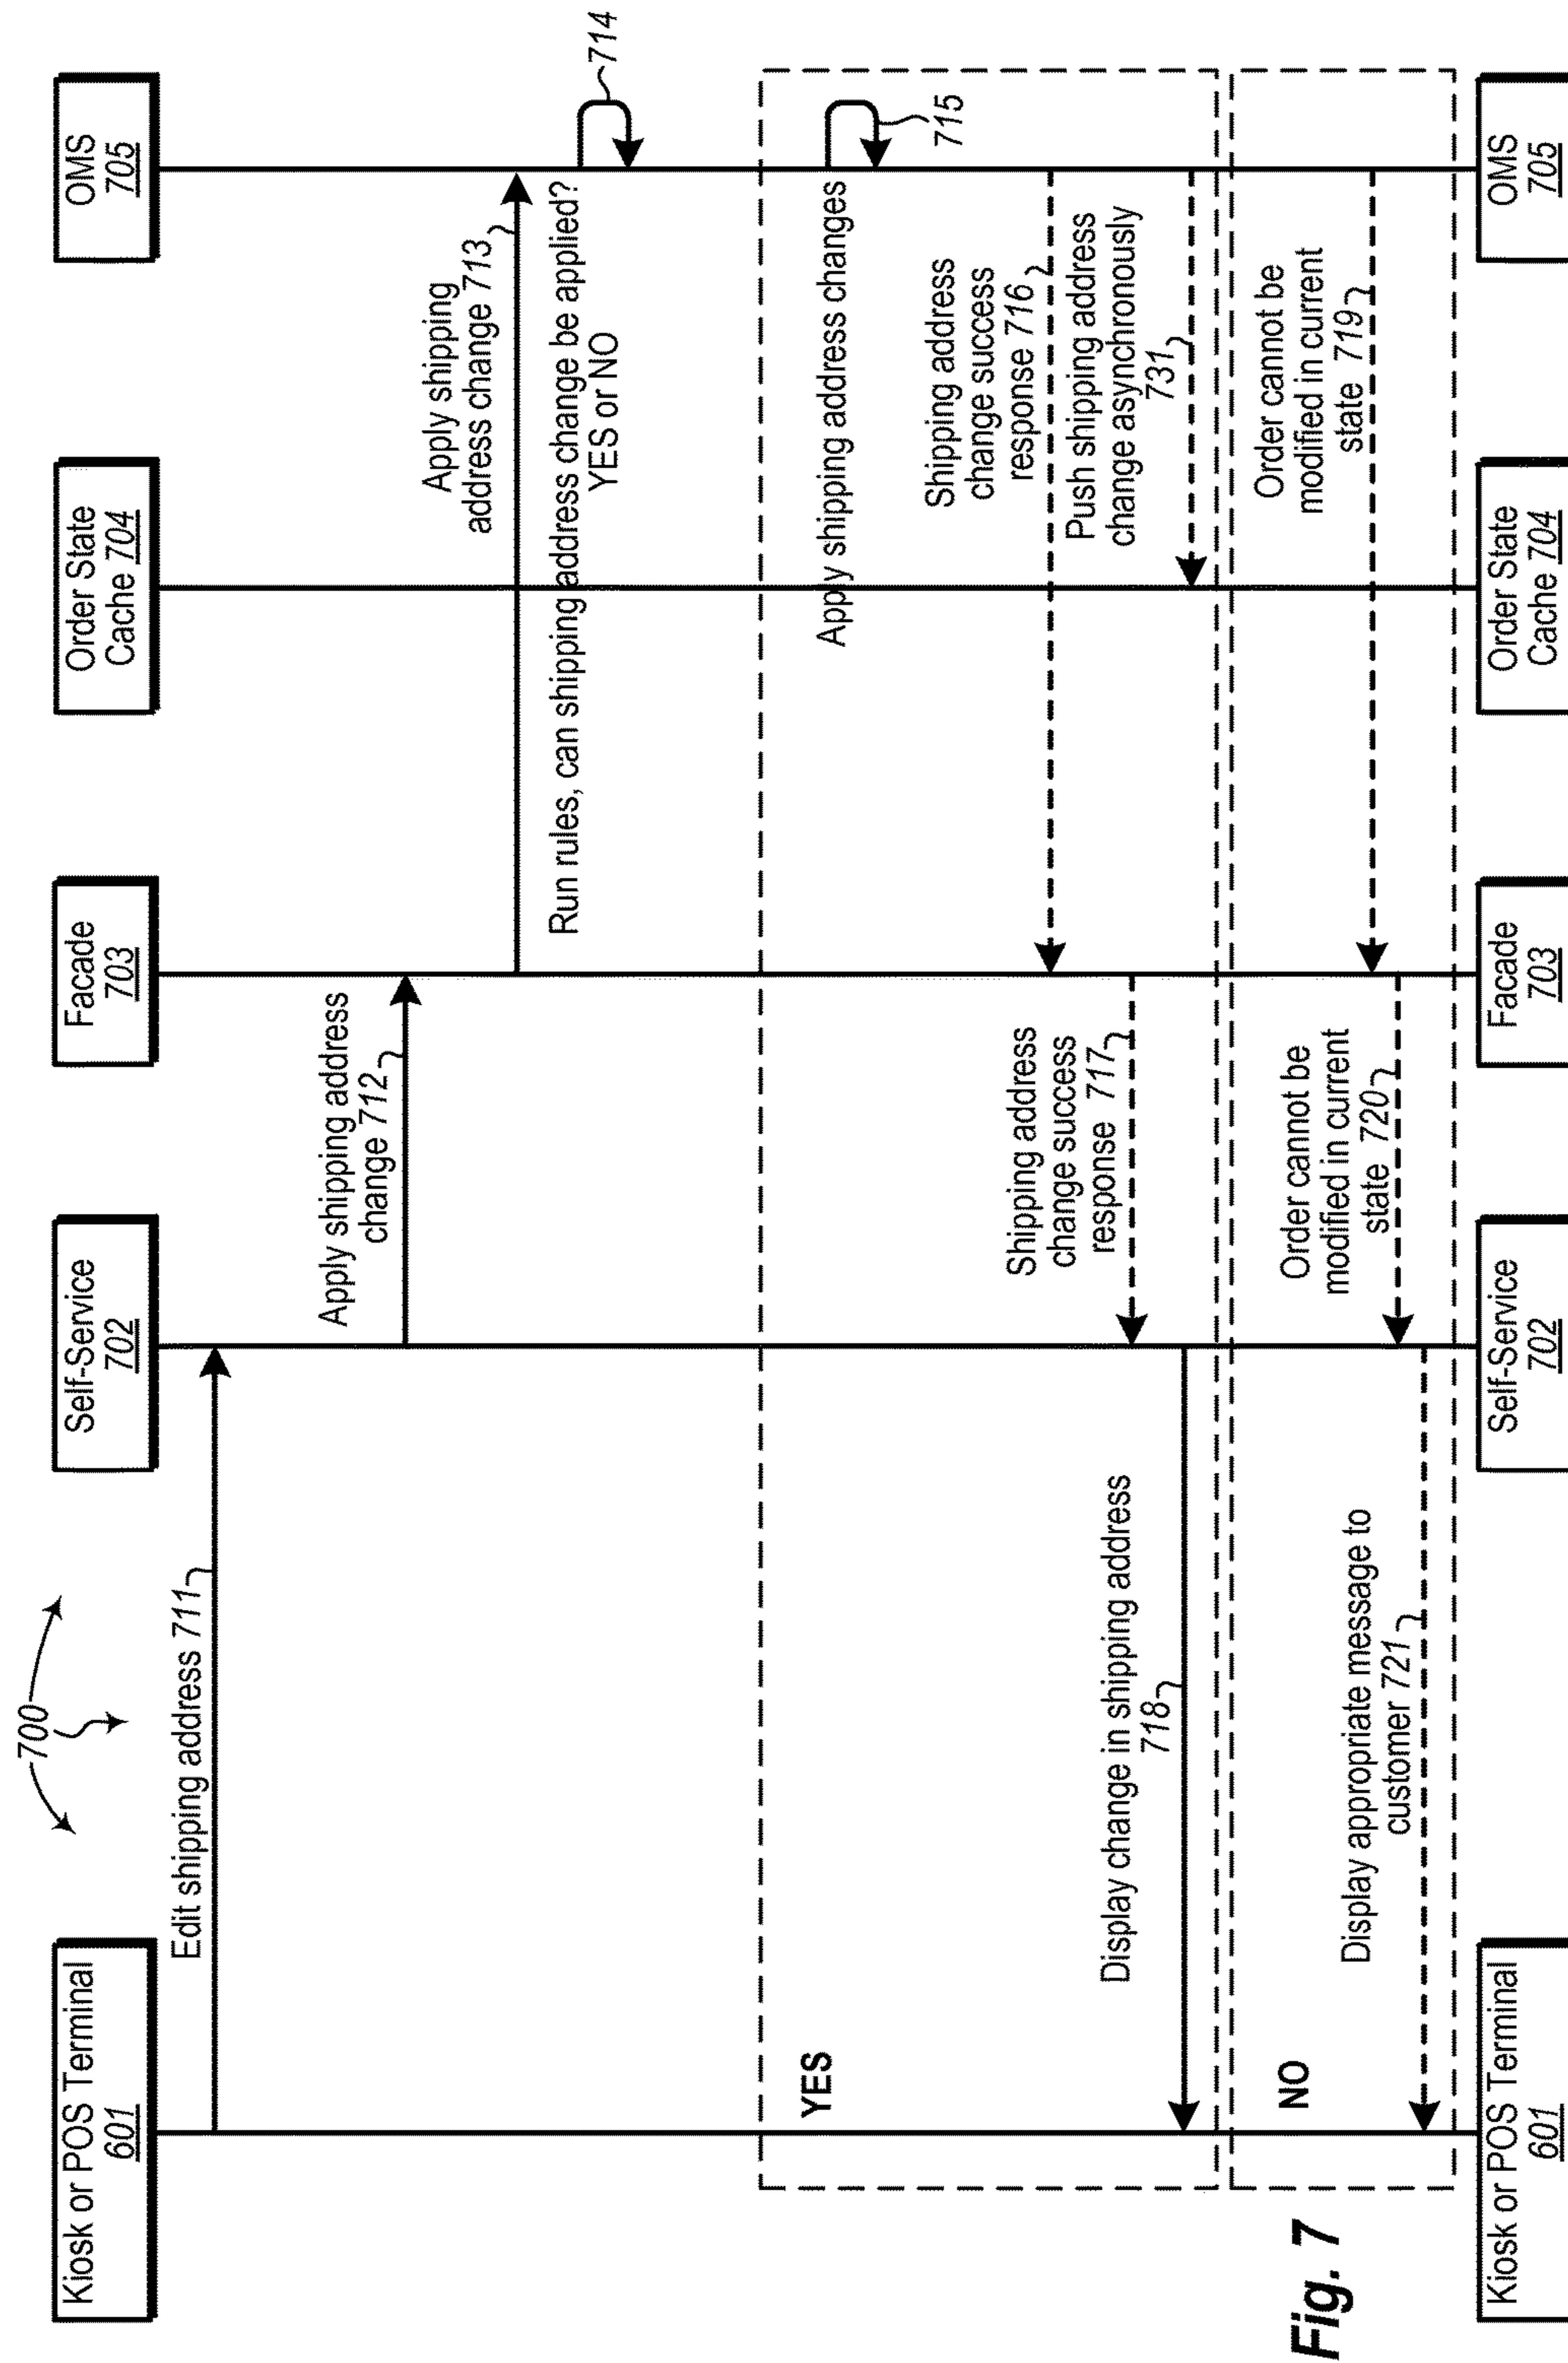 700
Kiosk or POS Terminal
601
Self-Service
702
Facade
703
Order State
Cache 704
OMS
705
Edit shipping address 711
Apply shipping address
change 712
Apply shipping
address change 713
Run rules, can shipping address change be applied?
YES or NO
714
YES
Apply shipping address changes
715
Shipping address
change success
response 716
Shipping address
change success
response 717
Push shipping address
change asynchronously
731
Display change in shipping address
718
NO
Order cannot be
modified in current
state 719
Order cannot be
modified in current
state 720
Display appropriate message to
customer 721
Kiosk or POS Terminal
601
Self-Service
702
Facade
703
Order State
Cache 704
OMS
705
Fig. 7